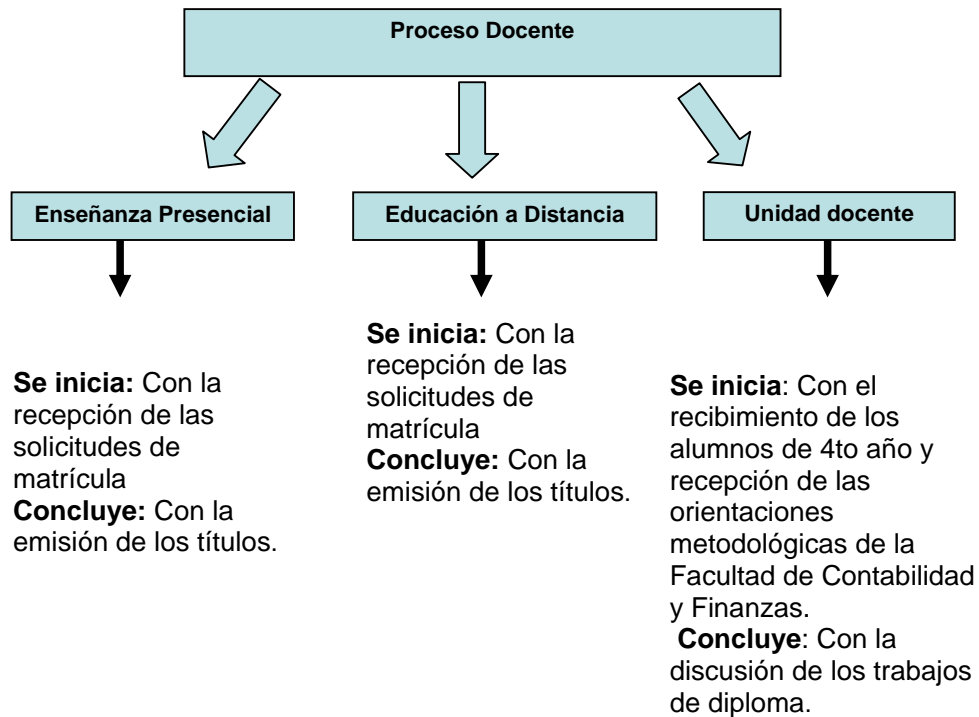 Proceso Docente
Enseñanza Presencial
Educación a Distancia
Unidad docente
Se inicia: Con la
recepción de las
solicitudes de
matrícula
Concluye: Con la
emisión de los títulos.
Se inicia: Con la
recepción de las
solicitudes de
matrícula
Concluye: Con la
emisión de los títulos.
Se inicia: Con el
recibimiento de los
alumnos de 4to año y
recepción de las
orientaciones
metodológicas de la
Facultad de Contabilidad
y Finanzas.
Concluye: Con la
discusión de los trabajos
de diploma.